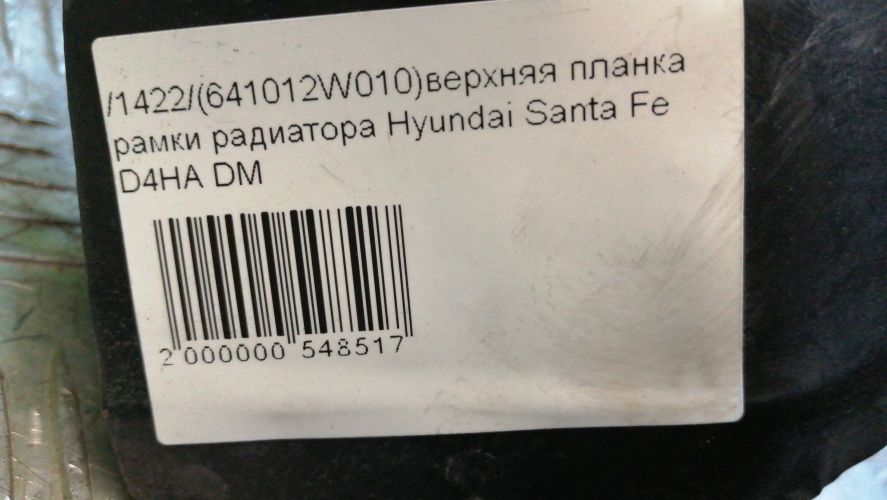 /1422/(641012W010)верхняя планка
рамки радиатора Hyundai Santa Fe
D4HA DM
2 000000 548517